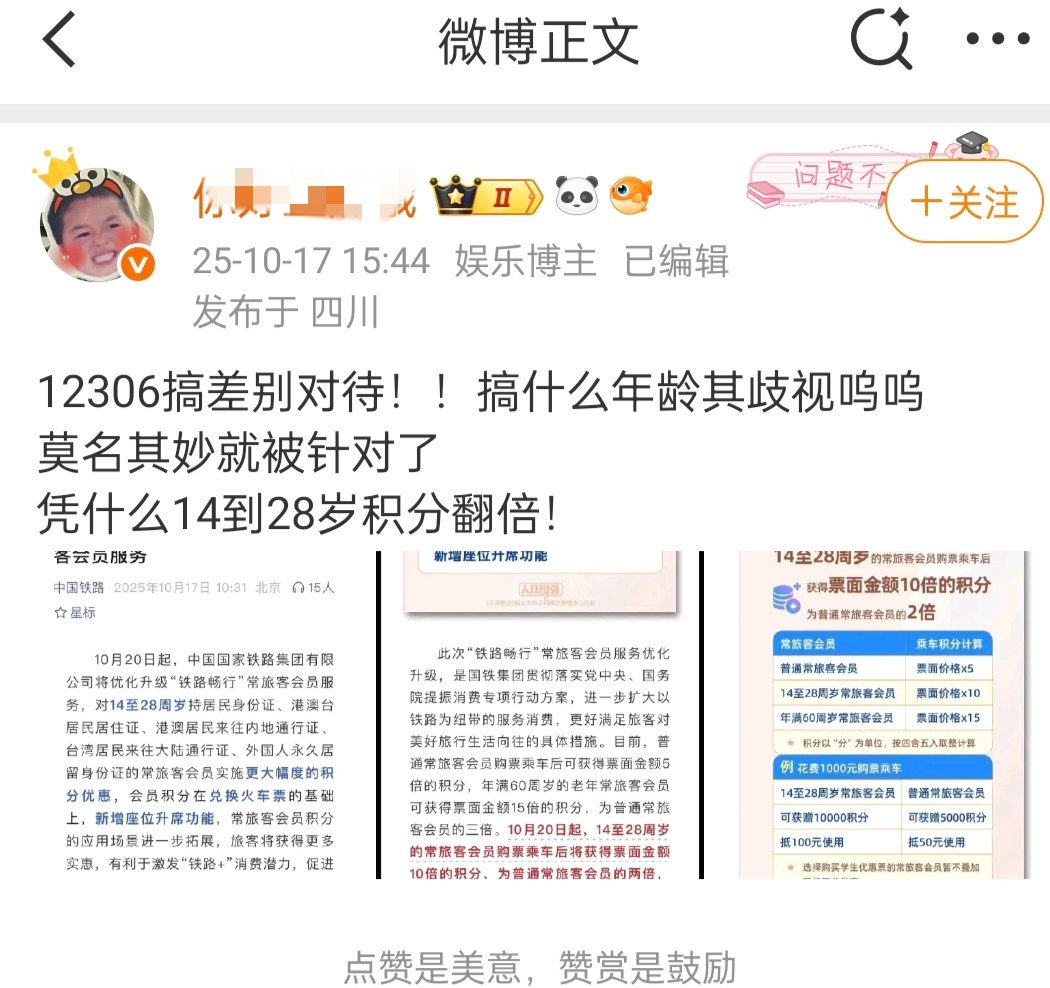 微博正文
问题不
＋关注
II
V
25-10-17 15:44 娱乐博主 已编辑
发布于 四川
12306搞差别对待！！搞什么年龄其歧视呜呜
莫名其妙就被针对了
凭什么14到28岁积分翻倍！
客会员服务
中国铁路 2025年10月17日 10:31 北京 15人
星标
10月20日起，中国国家铁路集团有限
公司将优化升级“铁路畅行”常旅客会员服
务，对14至28周岁持居民身份证、港澳台
居民居住证、港澳居民来往内地通行证、
台湾居民来往大陆通行证、外国人永久居
留身份证的常旅客会员实施更大幅度的积
分优惠，会员积分在兑换火车票的基础
上，新增座位升席功能，常旅客会员积分
的应用场景进一步拓展，旅客将获得更多
实惠，有利于激发“铁路+”消费潜力，促进
新增座位升席功能
此次“铁路畅行”常旅客会员服务优化
升级，是国铁集团贯彻落实党中央、国务
院提振消费专项行动方案，进一步扩大以
铁路为纽带的服务消费，更好满足旅客对
美好旅行生活向往的具体措施。目前，普
通常旅客会员购票乘车后可获得票面金额5
倍的积分，年满60周岁的老年常旅客会员
可获得票面金额15倍的积分，为普通常旅
客会员的三倍。10月20日起，14至28周岁
的常旅客会员购票乘车后将获得票面金额
10倍的积分，为普通常旅客会员的两倍，
14至28周岁的常旅客会员购票乘车后
获得票面金额10倍的积分
为普通常旅客会员的2倍
常旅客会员 乘车积分计算
普通常旅客会员 票面价格x5
14至28周岁常旅客会员 票面价格x10
年满60周岁常旅客会员 票面价格x15
积分以“分”为单位，按四舍五入取整计算
例 花费1000元购票乘车
14至28周岁常旅客会员 普通常旅客会员
可获赠10000积分 可获赠5000积分
抵100元使用 抵50元使用
选择购买学生优惠票的常旅客会员暂不叠加
点赞是美意，赞赏是鼓励